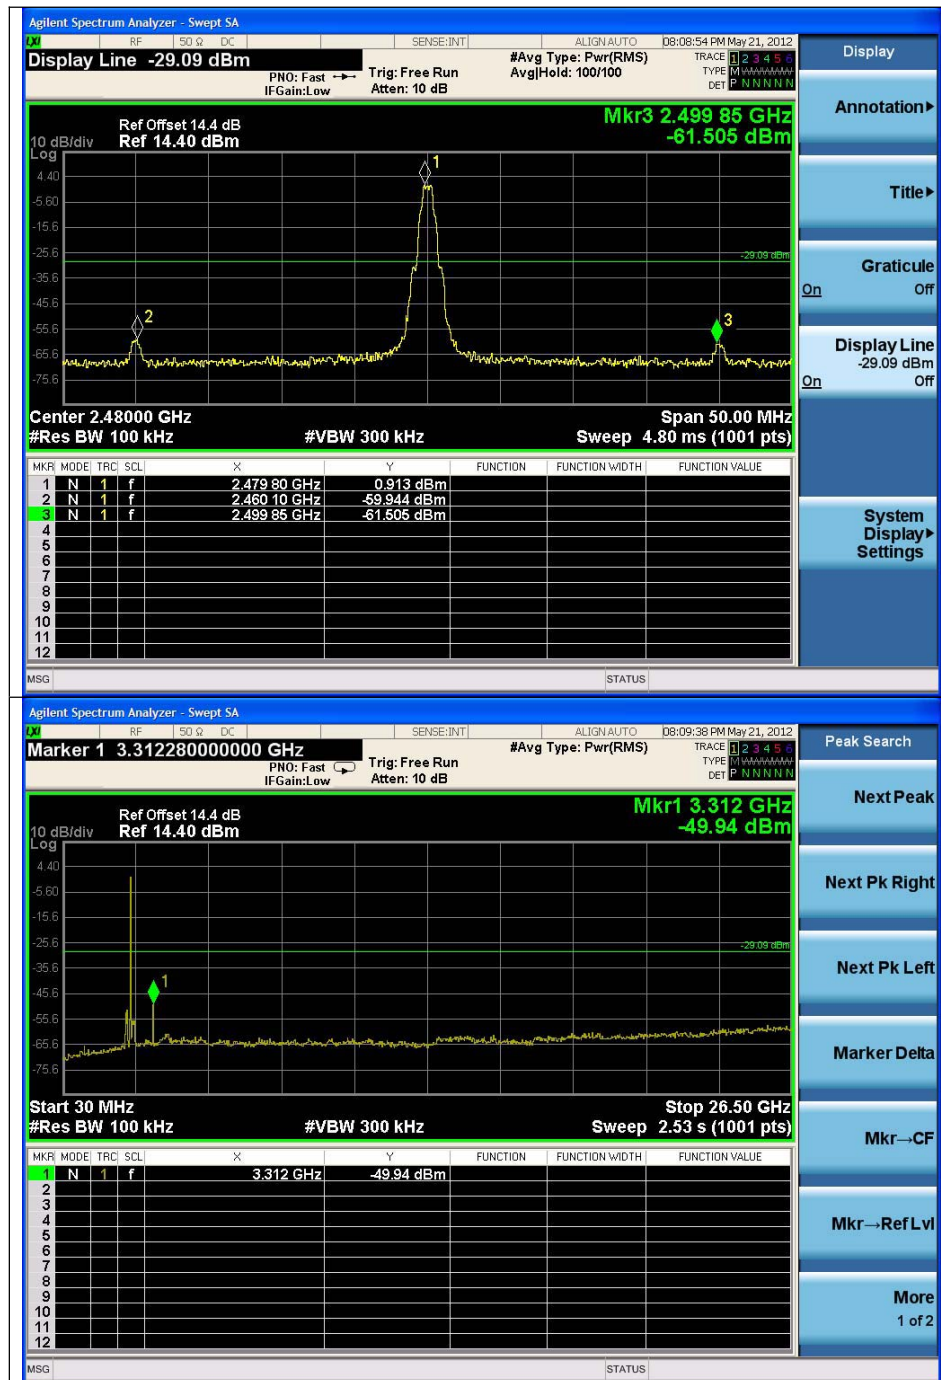 Agilent Spectrum Analyzer - Swept SA
LXI RF 50 Ω DC SENSE:INT ALIGN AUTO 08:08:54 PM May 21, 2012
Display Line -29.09 dBm
PNO: Fast
IFGain:Low
Trig: Free Run
Atten: 10 dB
#Avg Type: Pwr(RMS)
Avg|Hold: 100/100
TRACE 1 2 3 4 5 6
TYPE M
DET P N N N N N
Display
Annotation
Title
Graticule
On Off
Display Line
-29.09 dBm
On Off
System
Display
Settings
Mkr3 2.499 85 GHz
-61.505 dBm
Ref Offset 14.4 dB
10 dB/div Ref 14.40 dBm
Log
4.40
-5.60
-15.6
-25.6
-35.6
-45.6
-55.6
-65.6
-75.6
1
2
3
-29.09 dBm
Center 2.48000 GHz Span 50.00 MHz
#Res BW 100 kHz #VBW 300 kHz Sweep 4.80 ms (1001 pts)
MKR MODE TRC SCL X Y FUNCTION FUNCTION WIDTH FUNCTION VALUE
1 N 1 f 2.479 80 GHz 0.913 dBm
2 N 1 f 2.460 10 GHz -59.944 dBm
3 N 1 f 2.499 85 GHz -61.505 dBm
4
5
6
7
8
9
10
11
12
MSG STATUS
Agilent Spectrum Analyzer - Swept SA
LXI RF 50 Ω DC SENSE:INT ALIGN AUTO 08:09:38 PM May 21, 2012
Marker 1 3.312280000000 GHz
PNO: Fast
IFGain:Low
Trig: Free Run
Atten: 10 dB
#Avg Type: Pwr(RMS)
TRACE 1 2 3 4 5 6
TYPE M
DET P N N N N N
Peak Search
Next Peak
Next Pk Right
Next Pk Left
Marker Delta
Mkr→CF
Mkr→Ref Lvl
More
1 of 2
Mkr1 3.312 GHz
-49.94 dBm
Ref Offset 14.4 dB
10 dB/div Ref 14.40 dBm
Log
4.40
-5.60
-15.6
-25.6
-35.6
-45.6
-55.6
-65.6
-75.6
1
-29.09 dBm
Start 30 MHz Stop 26.50 GHz
#Res BW 100 kHz #VBW 300 kHz Sweep 2.53 s (1001 pts)
MKR MODE TRC SCL X Y FUNCTION FUNCTION WIDTH FUNCTION VALUE
1 N 1 f 3.312 GHz -49.94 dBm
2
3
4
5
6
7
8
9
10
11
12
MSG STATUS